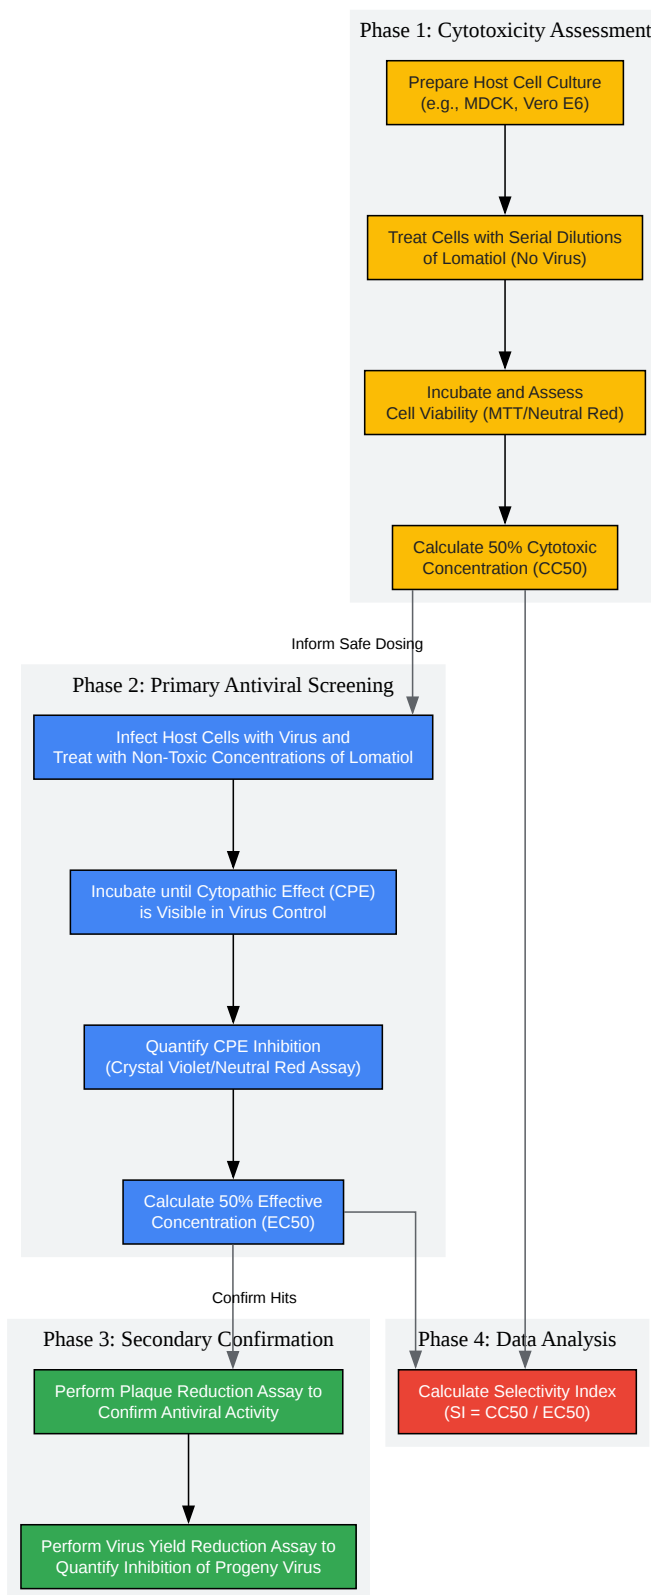 Phase 1: Cytotoxicity Assessment
Prepare Host Cell Culture
(e.g., MDCK, Vero E6)
Treat Cells with Serial Dilutions
of Lomatiol (No Virus)
Incubate and Assess
Cell Viability (MTT/Neutral Red)
Calculate 50% Cytotoxic
Concentration (CC50)
Inform Safe Dosing
Phase 2: Primary Antiviral Screening
Infect Host Cells with Virus and
Treat with Non-Toxic Concentrations of Lomatiol
Incubate until Cytopathic Effect (CPE)
is Visible in Virus Control
Quantify CPE Inhibition
(Crystal Violet/Neutral Red Assay)
Calculate 50% Effective
Concentration (EC50)
Confirm Hits
Phase 3: Secondary Confirmation
Perform Plaque Reduction Assay to
Confirm Antiviral Activity
Perform Virus Yield Reduction Assay to
Quantify Inhibition of Progeny Virus
Phase 4: Data Analysis
Calculate Selectivity Index
(SI = CC50 / EC50)